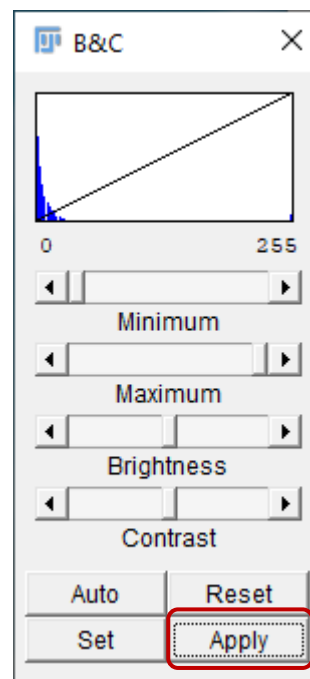 B&C
0 255
Minimum
Maximum
Brightness
Contrast
Auto Reset
Set Apply